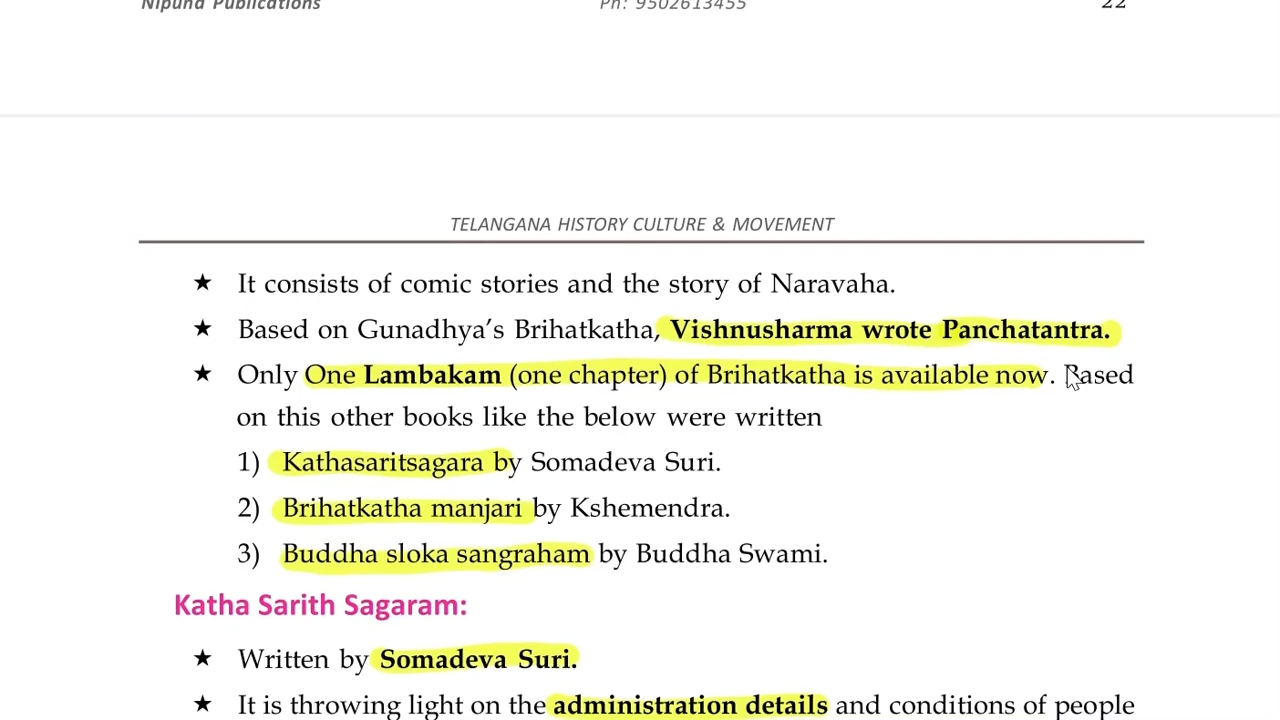 Nipuna Publications Ph: 9502613455 22
TELANGANA HISTORY CULTURE & MOVEMENT
★ It consists of comic stories and the story of Naravaha.
★ Based on Gunadhya's Brihatkatha, Vishnusharma wrote Panchatantra.
★ Only One Lambakam (one chapter) of Brihatkatha is available now. Based
on this other books like the below were written
1) Kathasaritsagara by Somadeva Suri.
2) Brihatkatha manjari by Kshemendra.
3) Buddha sloka sangraham by Buddha Swami.
Katha Sarith Sagaram:
★ Written by Somadeva Suri.
★ It is throwing light on the administration details and conditions of people